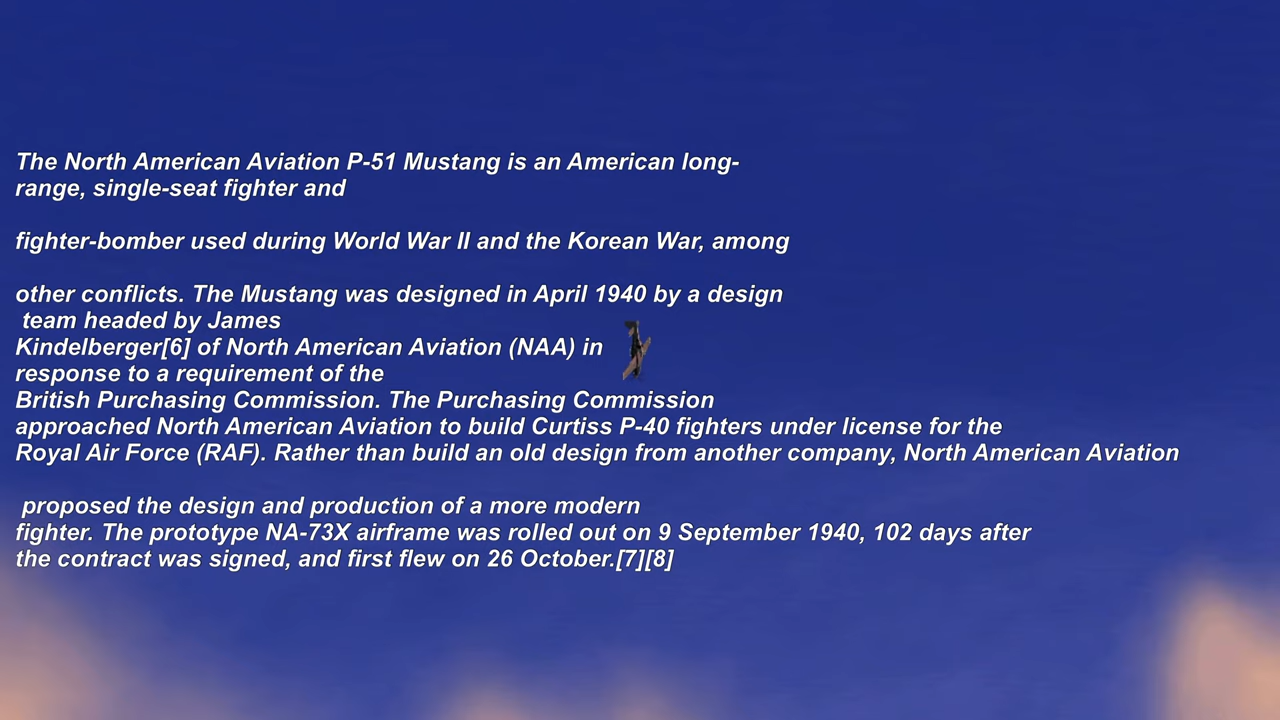 The North American Aviation P-51 Mustang is an American long-
range, single-seat fighter and
fighter-bomber used during World War II and the Korean War, among
other conflicts. The Mustang was designed in April 1940 by a design
team headed by James
Kindelberger[6] of North American Aviation (NAA) in
response to a requirement of the
British Purchasing Commission. The Purchasing Commission
approached North American Aviation to build Curtiss P-40 fighters under license for the
Royal Air Force (RAF). Rather than build an old design from another company, North American Aviation
proposed the design and production of a more modern
fighter. The prototype NA-73X airframe was rolled out on 9 September 1940, 102 days after
the contract was signed, and first flew on 26 October.[7][8]